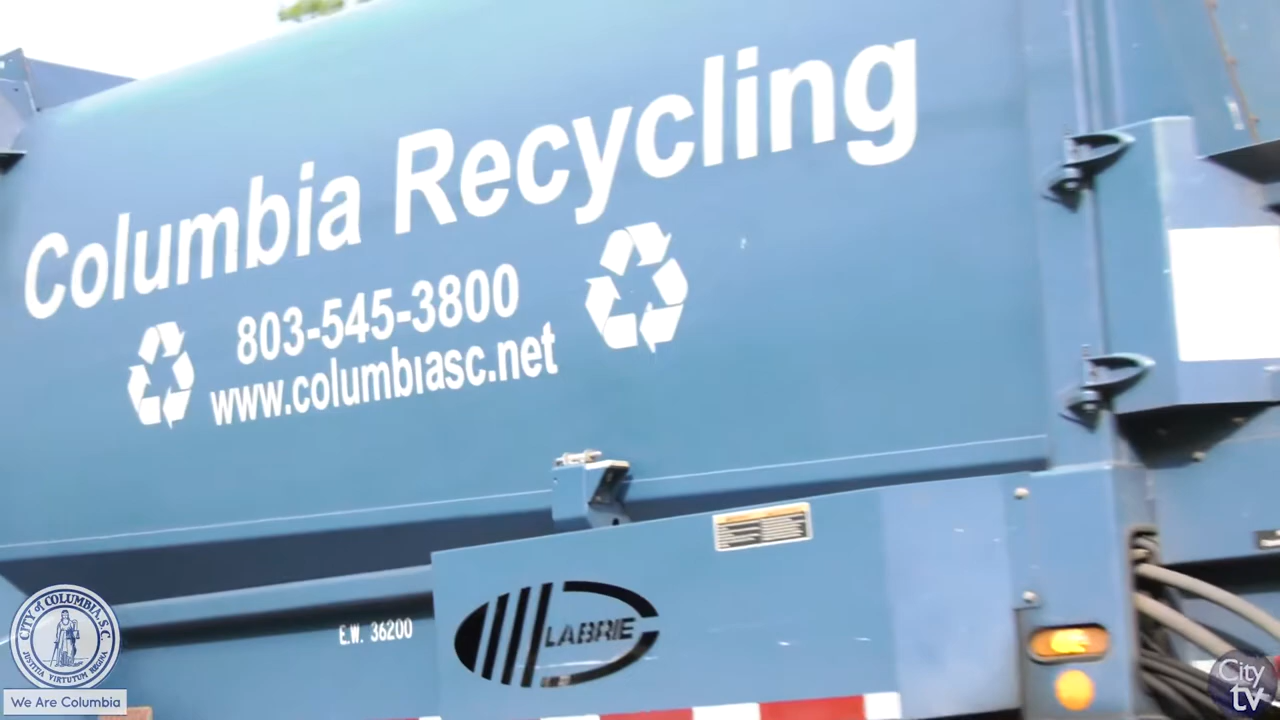 Columbia Recycling
803-545-3800
www.columbiasc.net
E.W. 36200
LABRIE
CITY of COLUMBIA, S.C.
JUSTITIA VIRTUTUM REGINA
We Are Columbia
City
tv